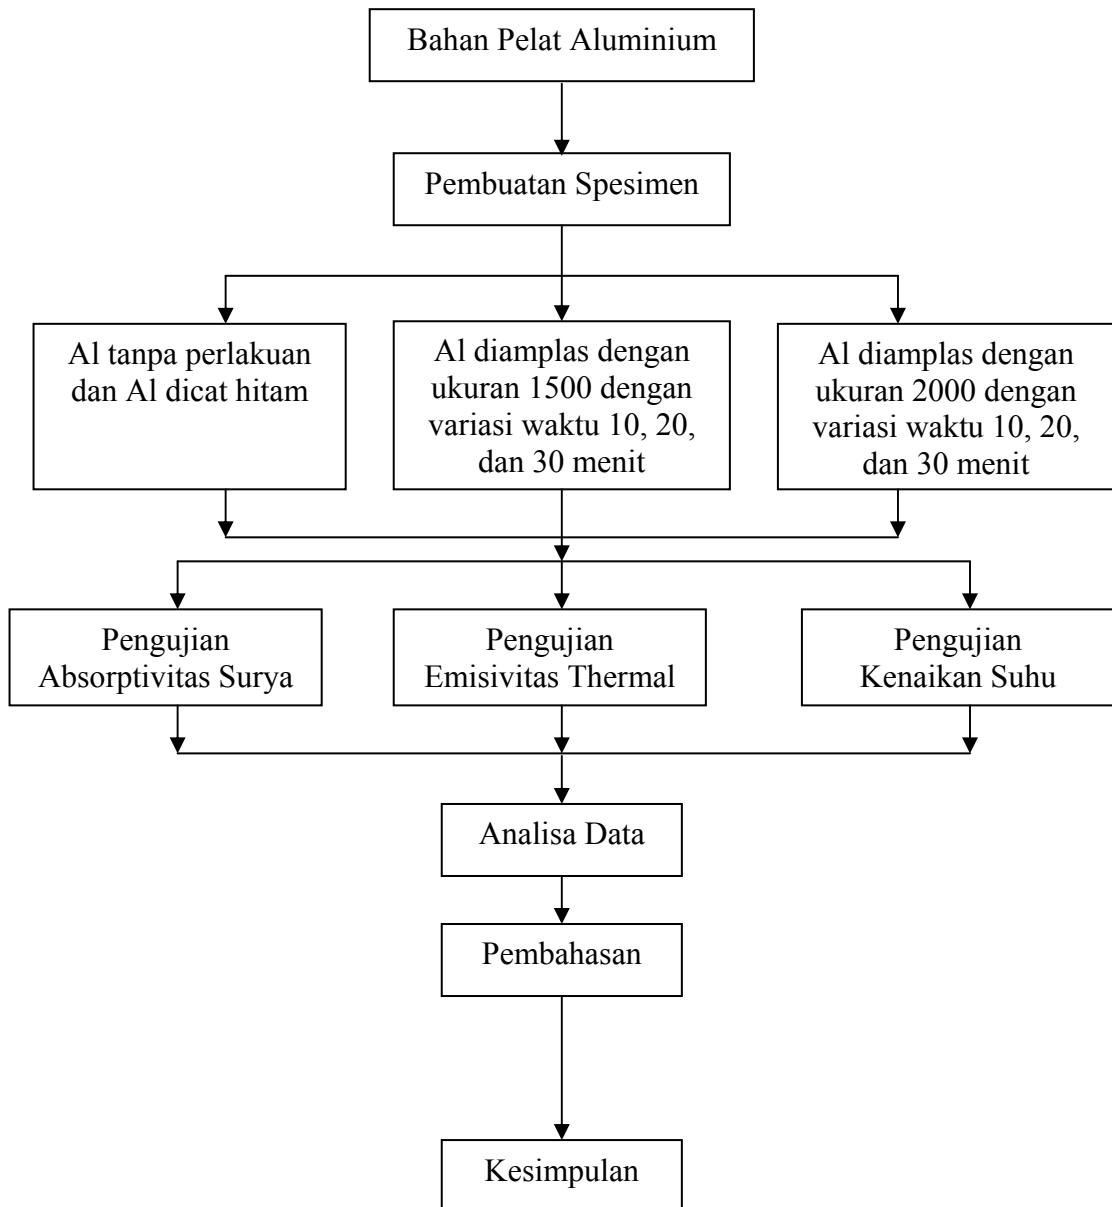 Bahan Pelat Aluminium
Pembuatan Spesimen
Al tanpa perlakuan
dan Al dicat hitam
Al diamplas dengan
ukuran 1500 dengan
variasi waktu 10, 20,
dan 30 menit
Al diamplas dengan
ukuran 2000 dengan
variasi waktu 10, 20,
dan 30 menit
Pengujian
Absorptivitas Surya
Pengujian
Emisivitas Thermal
Pengujian
Kenaikan Suhu
Analisa Data
Pembahasan
Kesimpulan